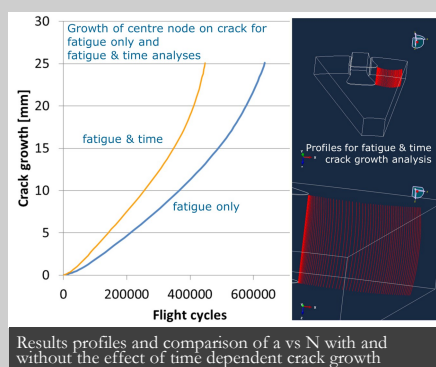 Growth of centre node on crack for
fatigue only and
fatigue & time analyses
30
25
20
15
10
5
0
Crack growth [mm]
fatigue & time
fatigue only
0
200000
400000
600000
Flight cycles
Profiles for fatigue & time
crack growth analysis
Results profiles and comparison of a vs N with and
without the effect of time dependent crack growth